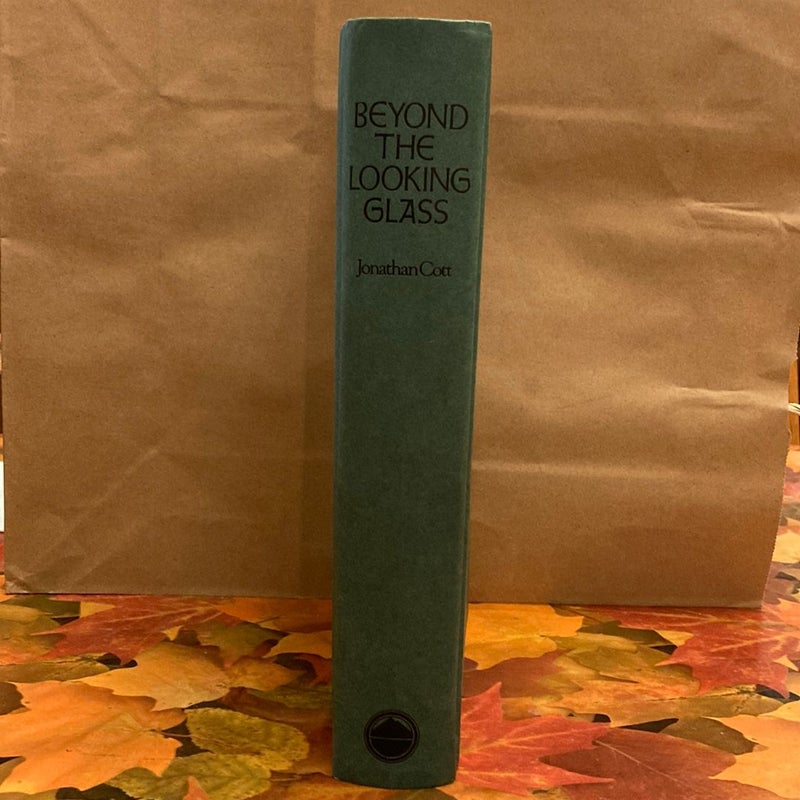 BEYOND
THE
LOOKING
GLASS
Jonathan Cott